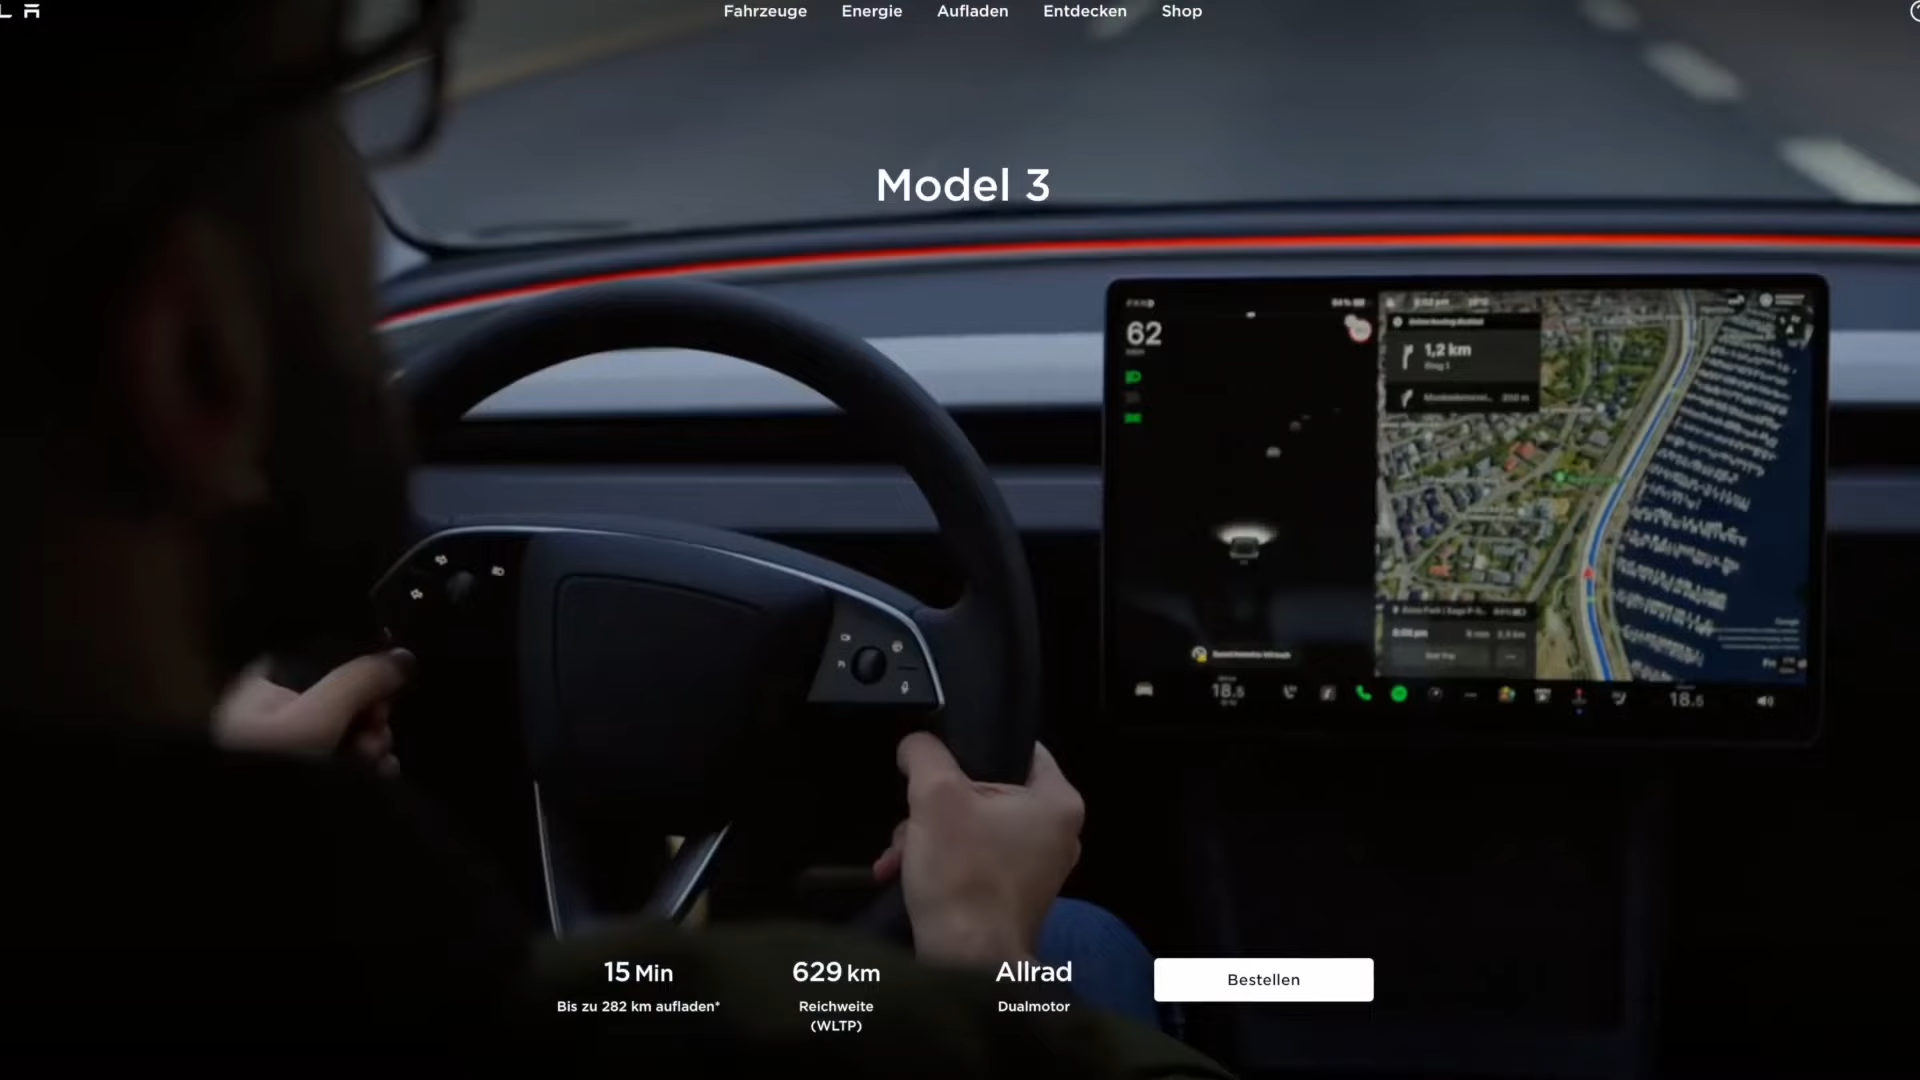 Fahrzeuge Energie Aufladen Entdecken Shop
Model 3
62
1,2 km
18.5
18.5
15 Min
Bis zu 282 km aufladen*
629 km
Reichweite
(WLTP)
Allrad
Dualmotor
Bestellen